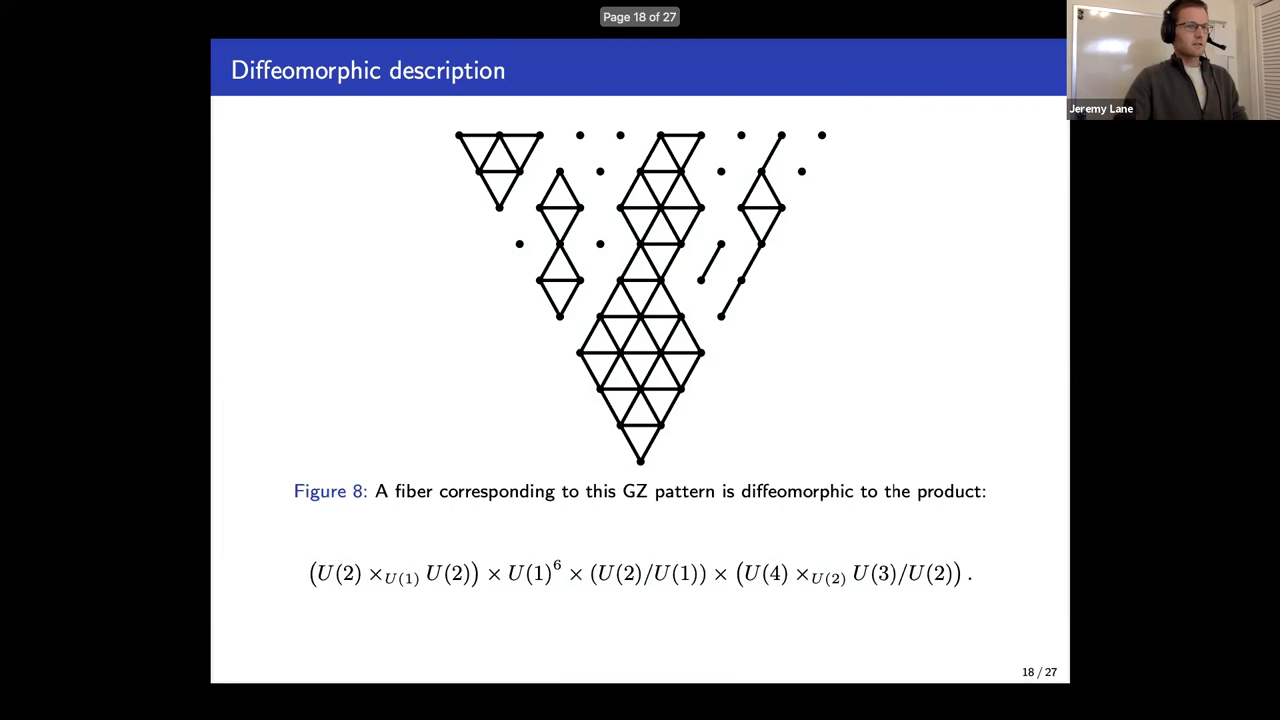 Page 18 of 27
Diffeomorphic description
Jeremy Lane
Figure 8: A fiber corresponding to this GZ pattern is diffeomorphic to the product:
(U(2) ×_{U(1)} U(2)) × U(1)^6 × (U(2)/U(1)) × (U(4) ×_{U(2)} U(3)/U(2)) .
18 / 27